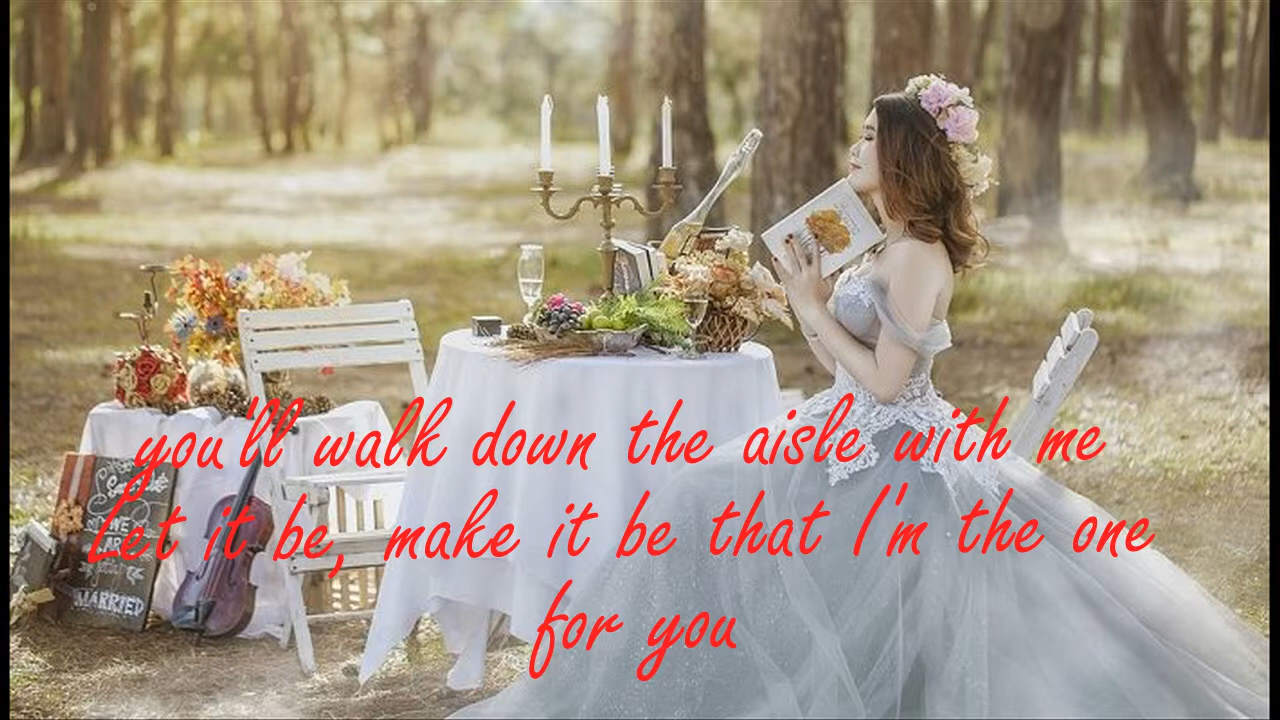 you'll walk down the aisle with me
Let it be, make it be that I'm the one
for you
MARRIED